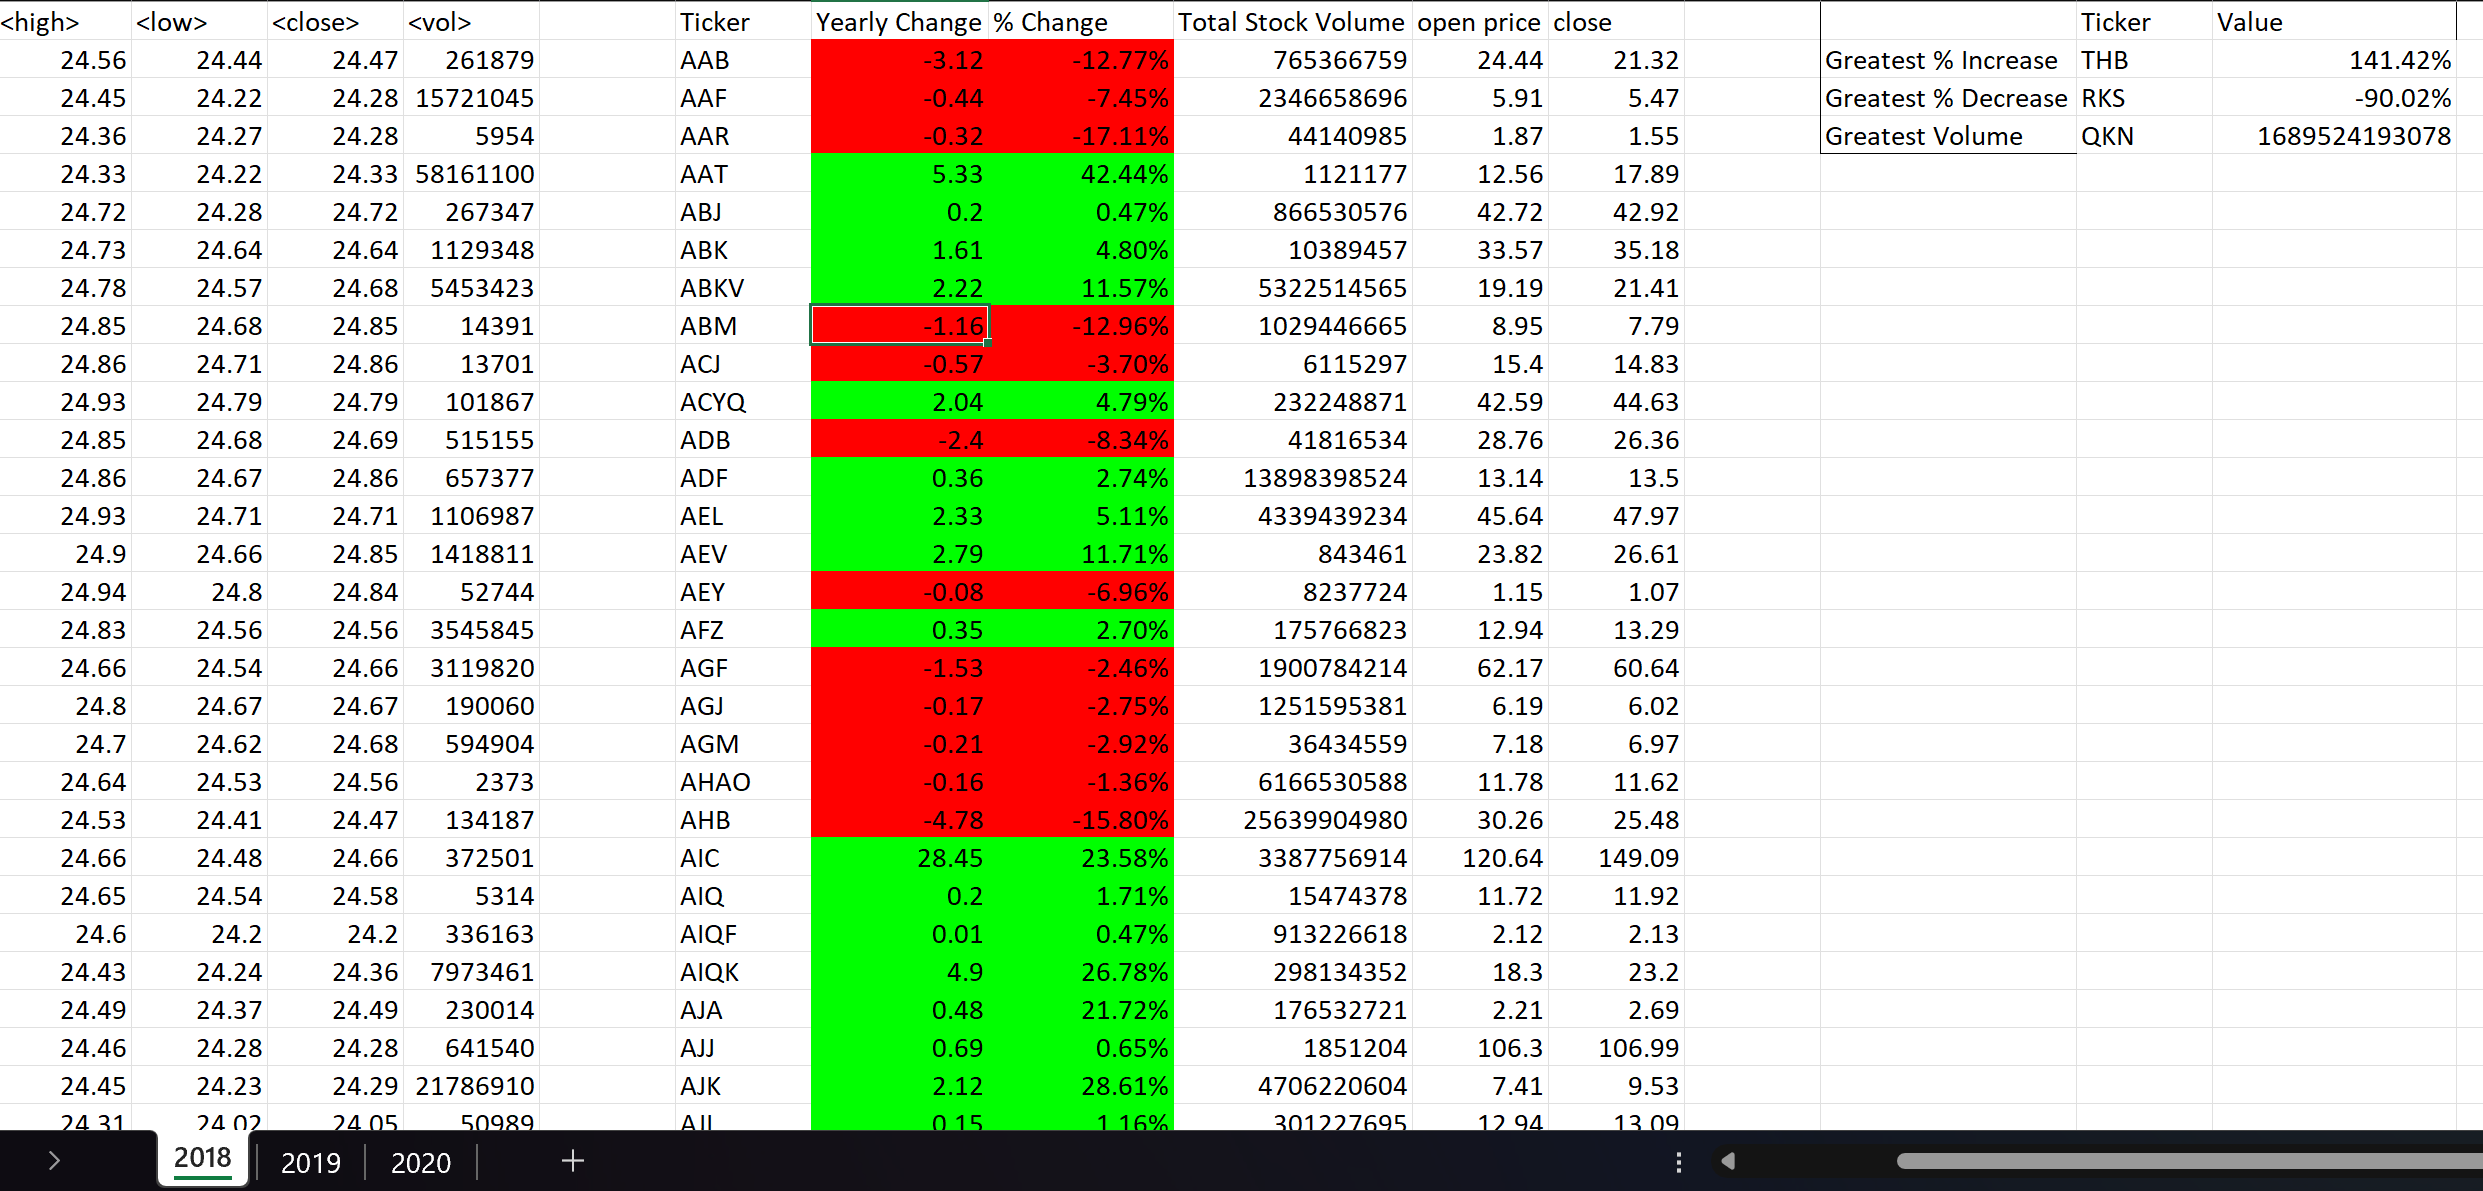 <high> <low> <close> <vol> Ticker Yearly Change % Change Total Stock Volume open price close Ticker Value
24.56 24.44 24.47 261879 AAB -3.12 -12.77% 765366759 24.44 21.32 Greatest % Increase THB 141.42%
24.45 24.22 24.28 15721045 AAF -0.44 -7.45% 2346658696 5.91 5.47 Greatest % Decrease RKS -90.02%
24.36 24.27 24.28 5954 AAR -0.32 -17.11% 44140985 1.87 1.55 Greatest Volume QKN 1689524193078
24.33 24.22 24.33 58161100 AAT 5.33 42.44% 1121177 12.56 17.89
24.72 24.28 24.72 267347 ABJ 0.2 0.47% 866530576 42.72 42.92
24.73 24.64 24.64 1129348 ABK 1.61 4.80% 10389457 33.57 35.18
24.78 24.57 24.68 5453423 ABKV 2.22 11.57% 5322514565 19.19 21.41
24.85 24.68 24.85 14391 ABM -1.16 -12.96% 1029446665 8.95 7.79
24.86 24.71 24.86 13701 ACJ -0.57 -3.70% 6115297 15.4 14.83
24.93 24.79 24.79 101867 ACYQ 2.04 4.79% 232248871 42.59 44.63
24.85 24.68 24.69 515155 ADB -2.4 -8.34% 41816534 28.76 26.36
24.86 24.67 24.86 657377 ADF 0.36 2.74% 13898398524 13.14 13.5
24.93 24.71 24.71 1106987 AEL 2.33 5.11% 4339439234 45.64 47.97
24.9 24.66 24.85 1418811 AEV 2.79 11.71% 843461 23.82 26.61
24.94 24.8 24.84 52744 AEY -0.08 -6.96% 8237724 1.15 1.07
24.83 24.56 24.56 3545845 AFZ 0.35 2.70% 175766823 12.94 13.29
24.66 24.54 24.66 3119820 AGF -1.53 -2.46% 1900784214 62.17 60.64
24.8 24.67 24.67 190060 AGJ -0.17 -2.75% 1251595381 6.19 6.02
24.7 24.62 24.68 594904 AGM -0.21 -2.92% 36434559 7.18 6.97
24.64 24.53 24.56 2373 AHAO -0.16 -1.36% 6166530588 11.78 11.62
24.53 24.41 24.47 134187 AHB -4.78 -15.80% 25639904980 30.26 25.48
24.66 24.48 24.66 372501 AIC 28.45 23.58% 3387756914 120.64 149.09
24.65 24.54 24.58 5314 AIQ 0.2 1.71% 15474378 11.72 11.92
24.6 24.2 24.2 336163 AIQF 0.01 0.47% 913226618 2.12 2.13
24.43 24.24 24.36 7973461 AIQK 4.9 26.78% 298134352 18.3 23.2
24.49 24.37 24.49 230014 AJA 0.48 21.72% 176532721 2.21 2.69
24.46 24.28 24.28 641540 AJJ 0.69 0.65% 1851204 106.3 106.99
24.45 24.23 24.29 21786910 AJK 2.12 28.61% 4706220604 7.41 9.53
24.31 24.02 24.05 50989 0.15 1.16% 301227695 12.94 13.09
2018 2019 2020